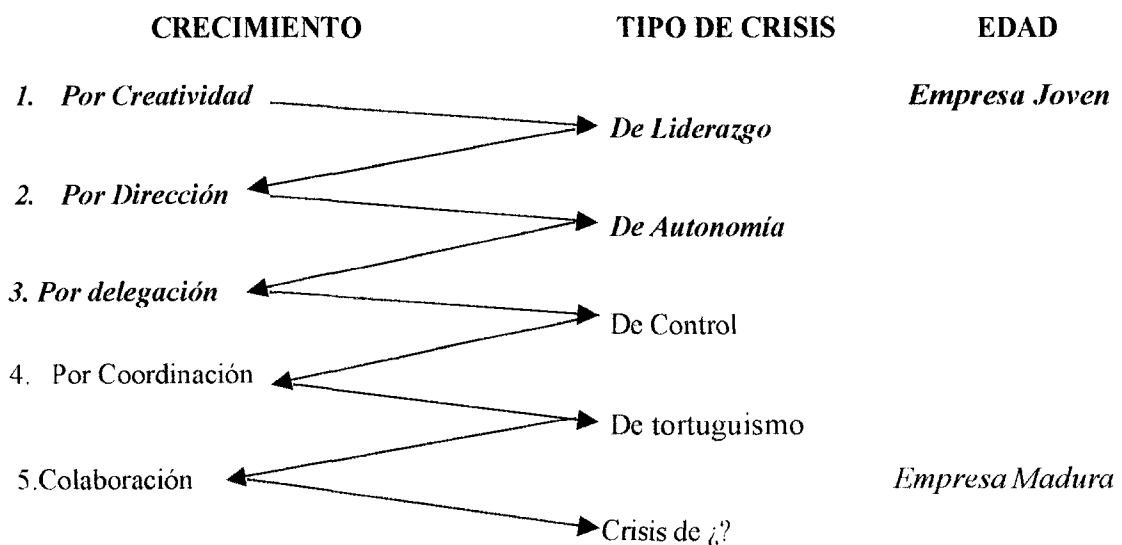 CRECIMIENTO TIPO DE CRISIS EDAD
1. Por Creatividad Empresa Joven
De Liderazgo
2. Por Dirección
De Autonomía
3. Por delegación
De Control
4. Por Coordinación
De tortuguismo
5.Colaboración Empresa Madura
Crisis de ¿?